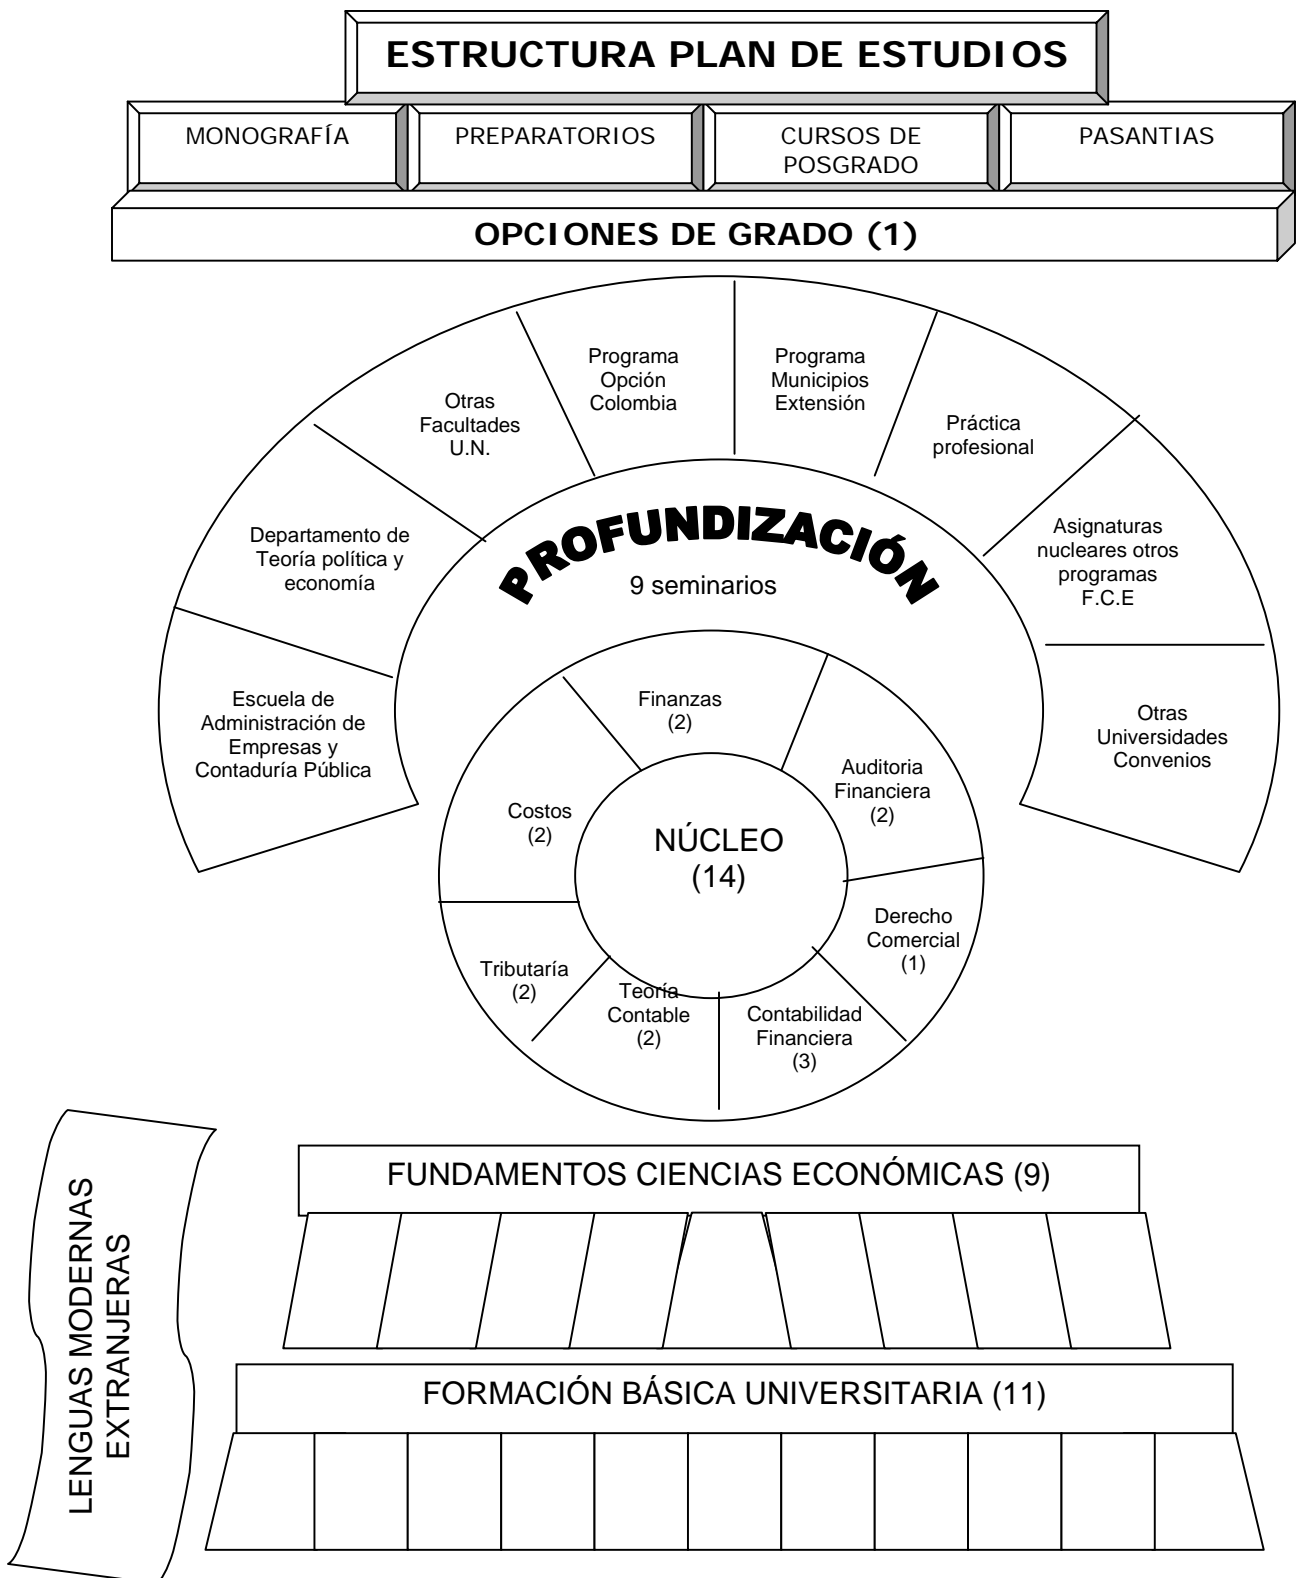 ESTRUCTURA PLAN DE ESTUDIOS
MONOGRAFÍA
PREPARATORIOS
CURSOS DE
POSGRADO
PASANTIAS
OPCIONES DE GRADO (1)
Escuela de
Administración de
Empresas y
Contaduría Pública
Departamento de
Teoría política y
economía
Otras
Facultades
U.N.
Programa
Opción
Colombia
Programa
Municipios
Extensión
Práctica
profesional
Asignaturas
nucleares otros
programas
F.C.E
Otras
Universidades
Convenios
PROFUNDIZACIÓN
9 seminarios
Finanzas
(2)
Auditoria
Financiera
(2)
Costos
(2)
NÚCLEO
(14)
Derecho
Comercial
(1)
Tributaría
(2)
Teoría
Contable
(2)
Contabilidad
Financiera
(3)
LENGUAS MODERNAS
EXTRANJERAS
FUNDAMENTOS CIENCIAS ECONÓMICAS (9)
FORMACIÓN BÁSICA UNIVERSITARIA (11)